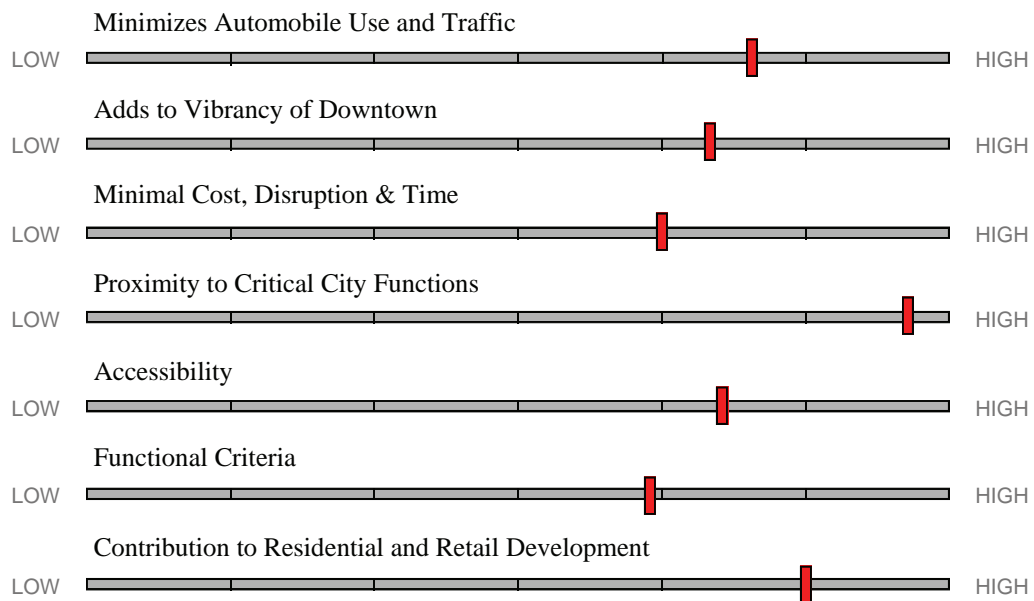 Minimizes Automobile Use and Traffic
LOW HIGH
Adds to Vibrancy of Downtown
LOW HIGH
Minimal Cost, Disruption & Time
LOW HIGH
Proximity to Critical City Functions
LOW HIGH
Accessibility
LOW HIGH
Functional Criteria
LOW HIGH
Contribution to Residential and Retail Development
LOW HIGH